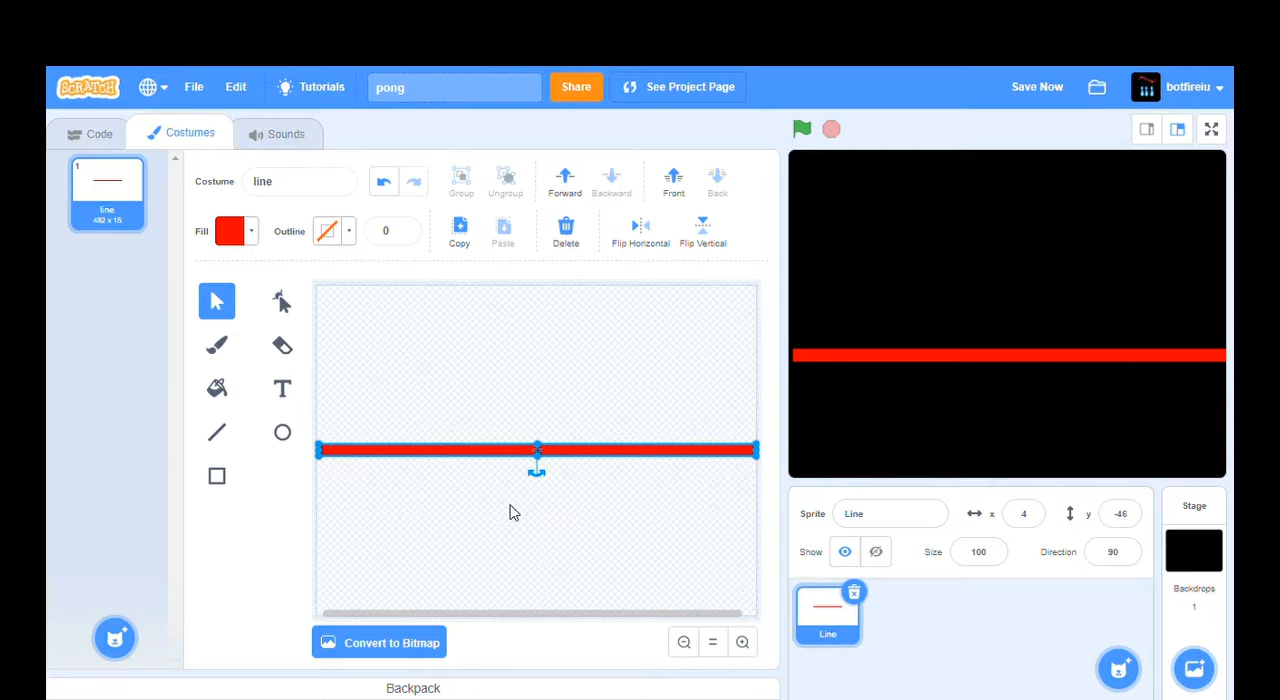 SCRATCH File Edit Tutorials pong Share See Project Page Save Now botfireiu
Code Costumes Sounds
1
line
482 x 15
Costume line Group Ungroup Forward Backward Front Back
Fill Outline 0 Copy Paste Delete Flip Horizontal Flip Vertical
T
Convert to Bitmap
Backpack
Sprite Line x 4 y -46
Show Size 100 Direction 90
Line
Stage
Backdrops
1